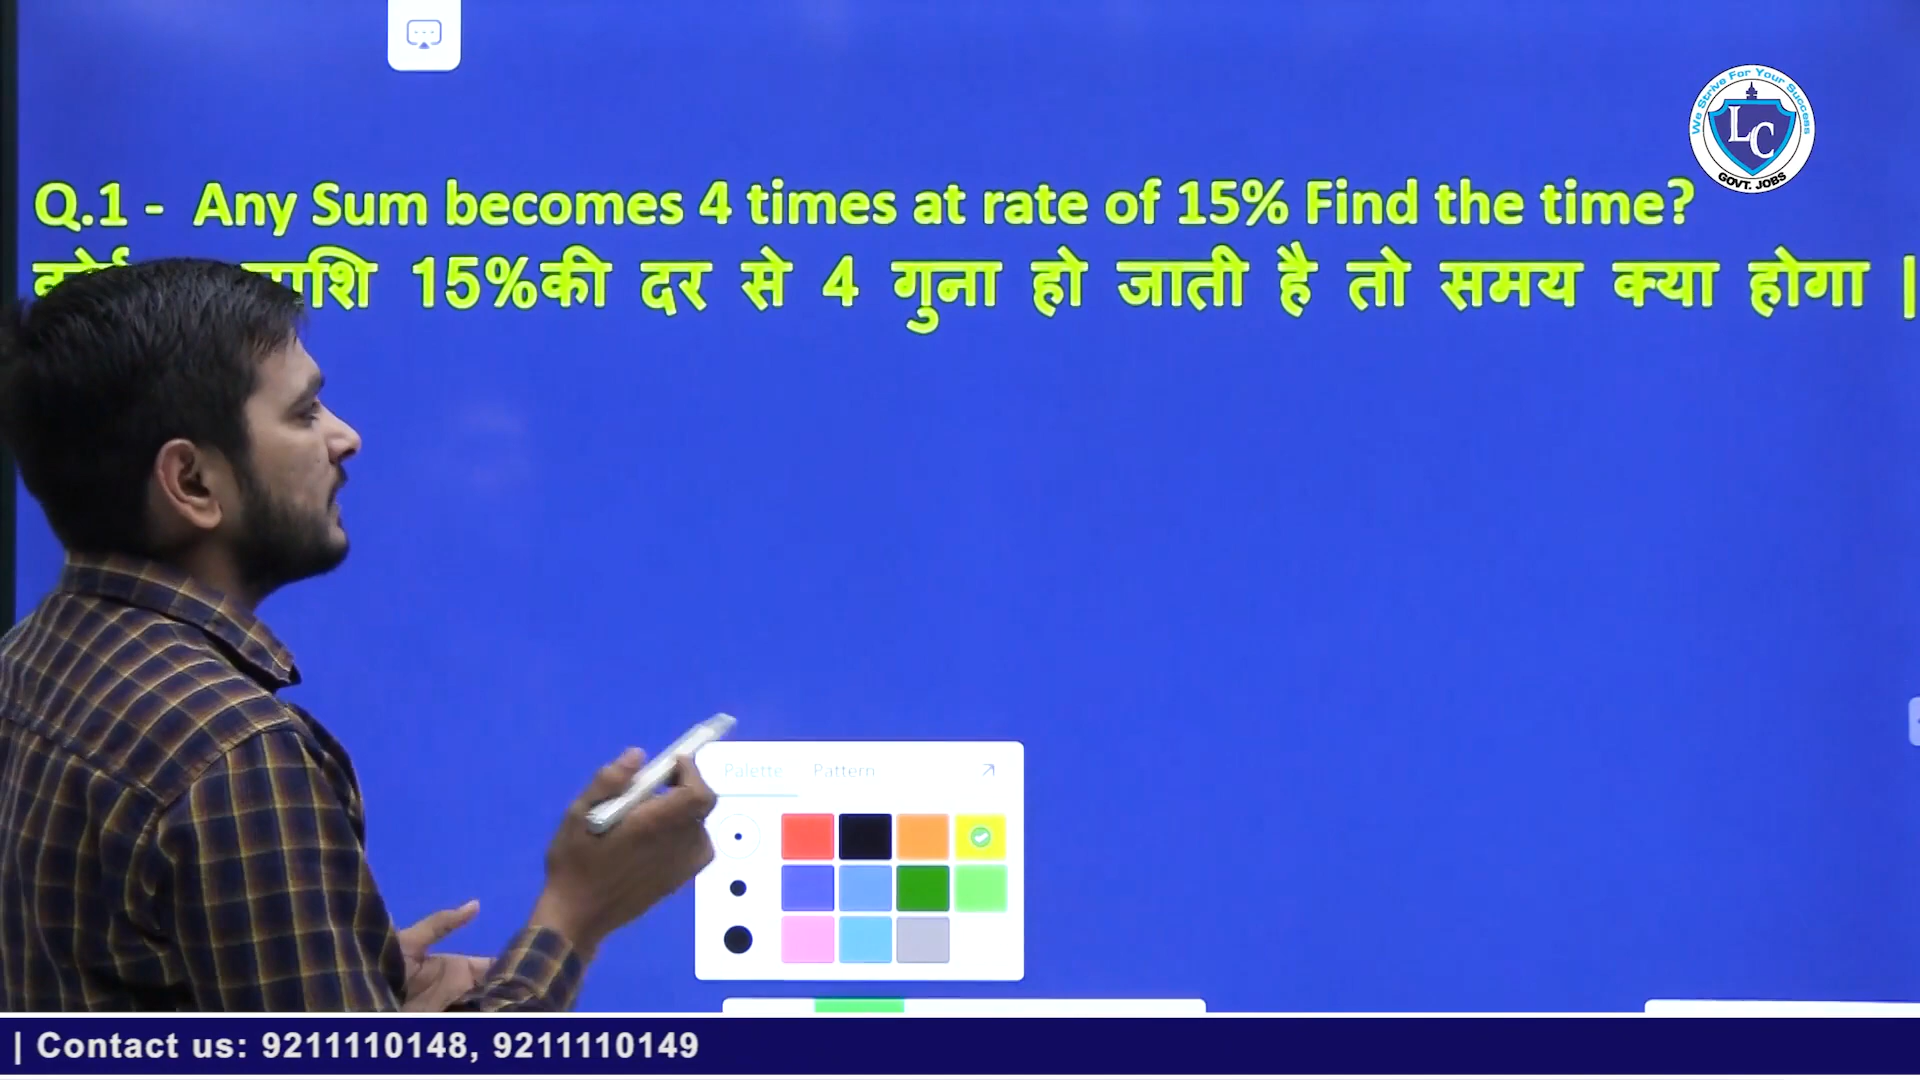 We Strive For Your Success
LC
GOVT. JOBS
Q.1 - Any Sum becomes 4 times at rate of 15% Find the time?
15%की दर से 4 गुना हो जाती है तो समय क्या होगा |
Palette Pattern
| Contact us: 9211110148, 9211110149